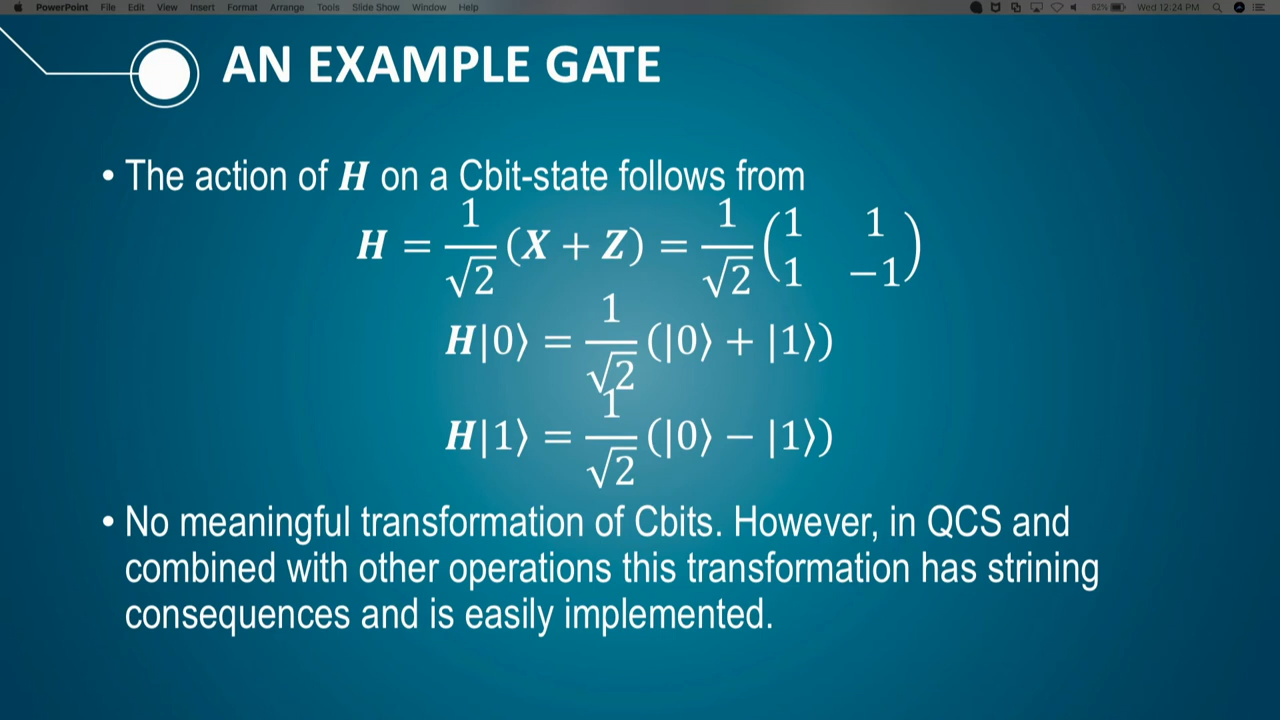 PowerPoint File Edit View Insert Format Arrange Tools Slide Show Window Help 82% Wed 12:24 PM
AN EXAMPLE GATE
• The action of H on a Cbit-state follows from
H = 1/√2 (X + Z) = 1/√2 (1 1 1 −1)
H|0⟩ = 1/√2 (|0⟩ + |1⟩)
H|1⟩ = 1/√2 (|0⟩ − |1⟩)
• No meaningful transformation of Cbits. However, in QCS and
combined with other operations this transformation has strining
consequences and is easily implemented.